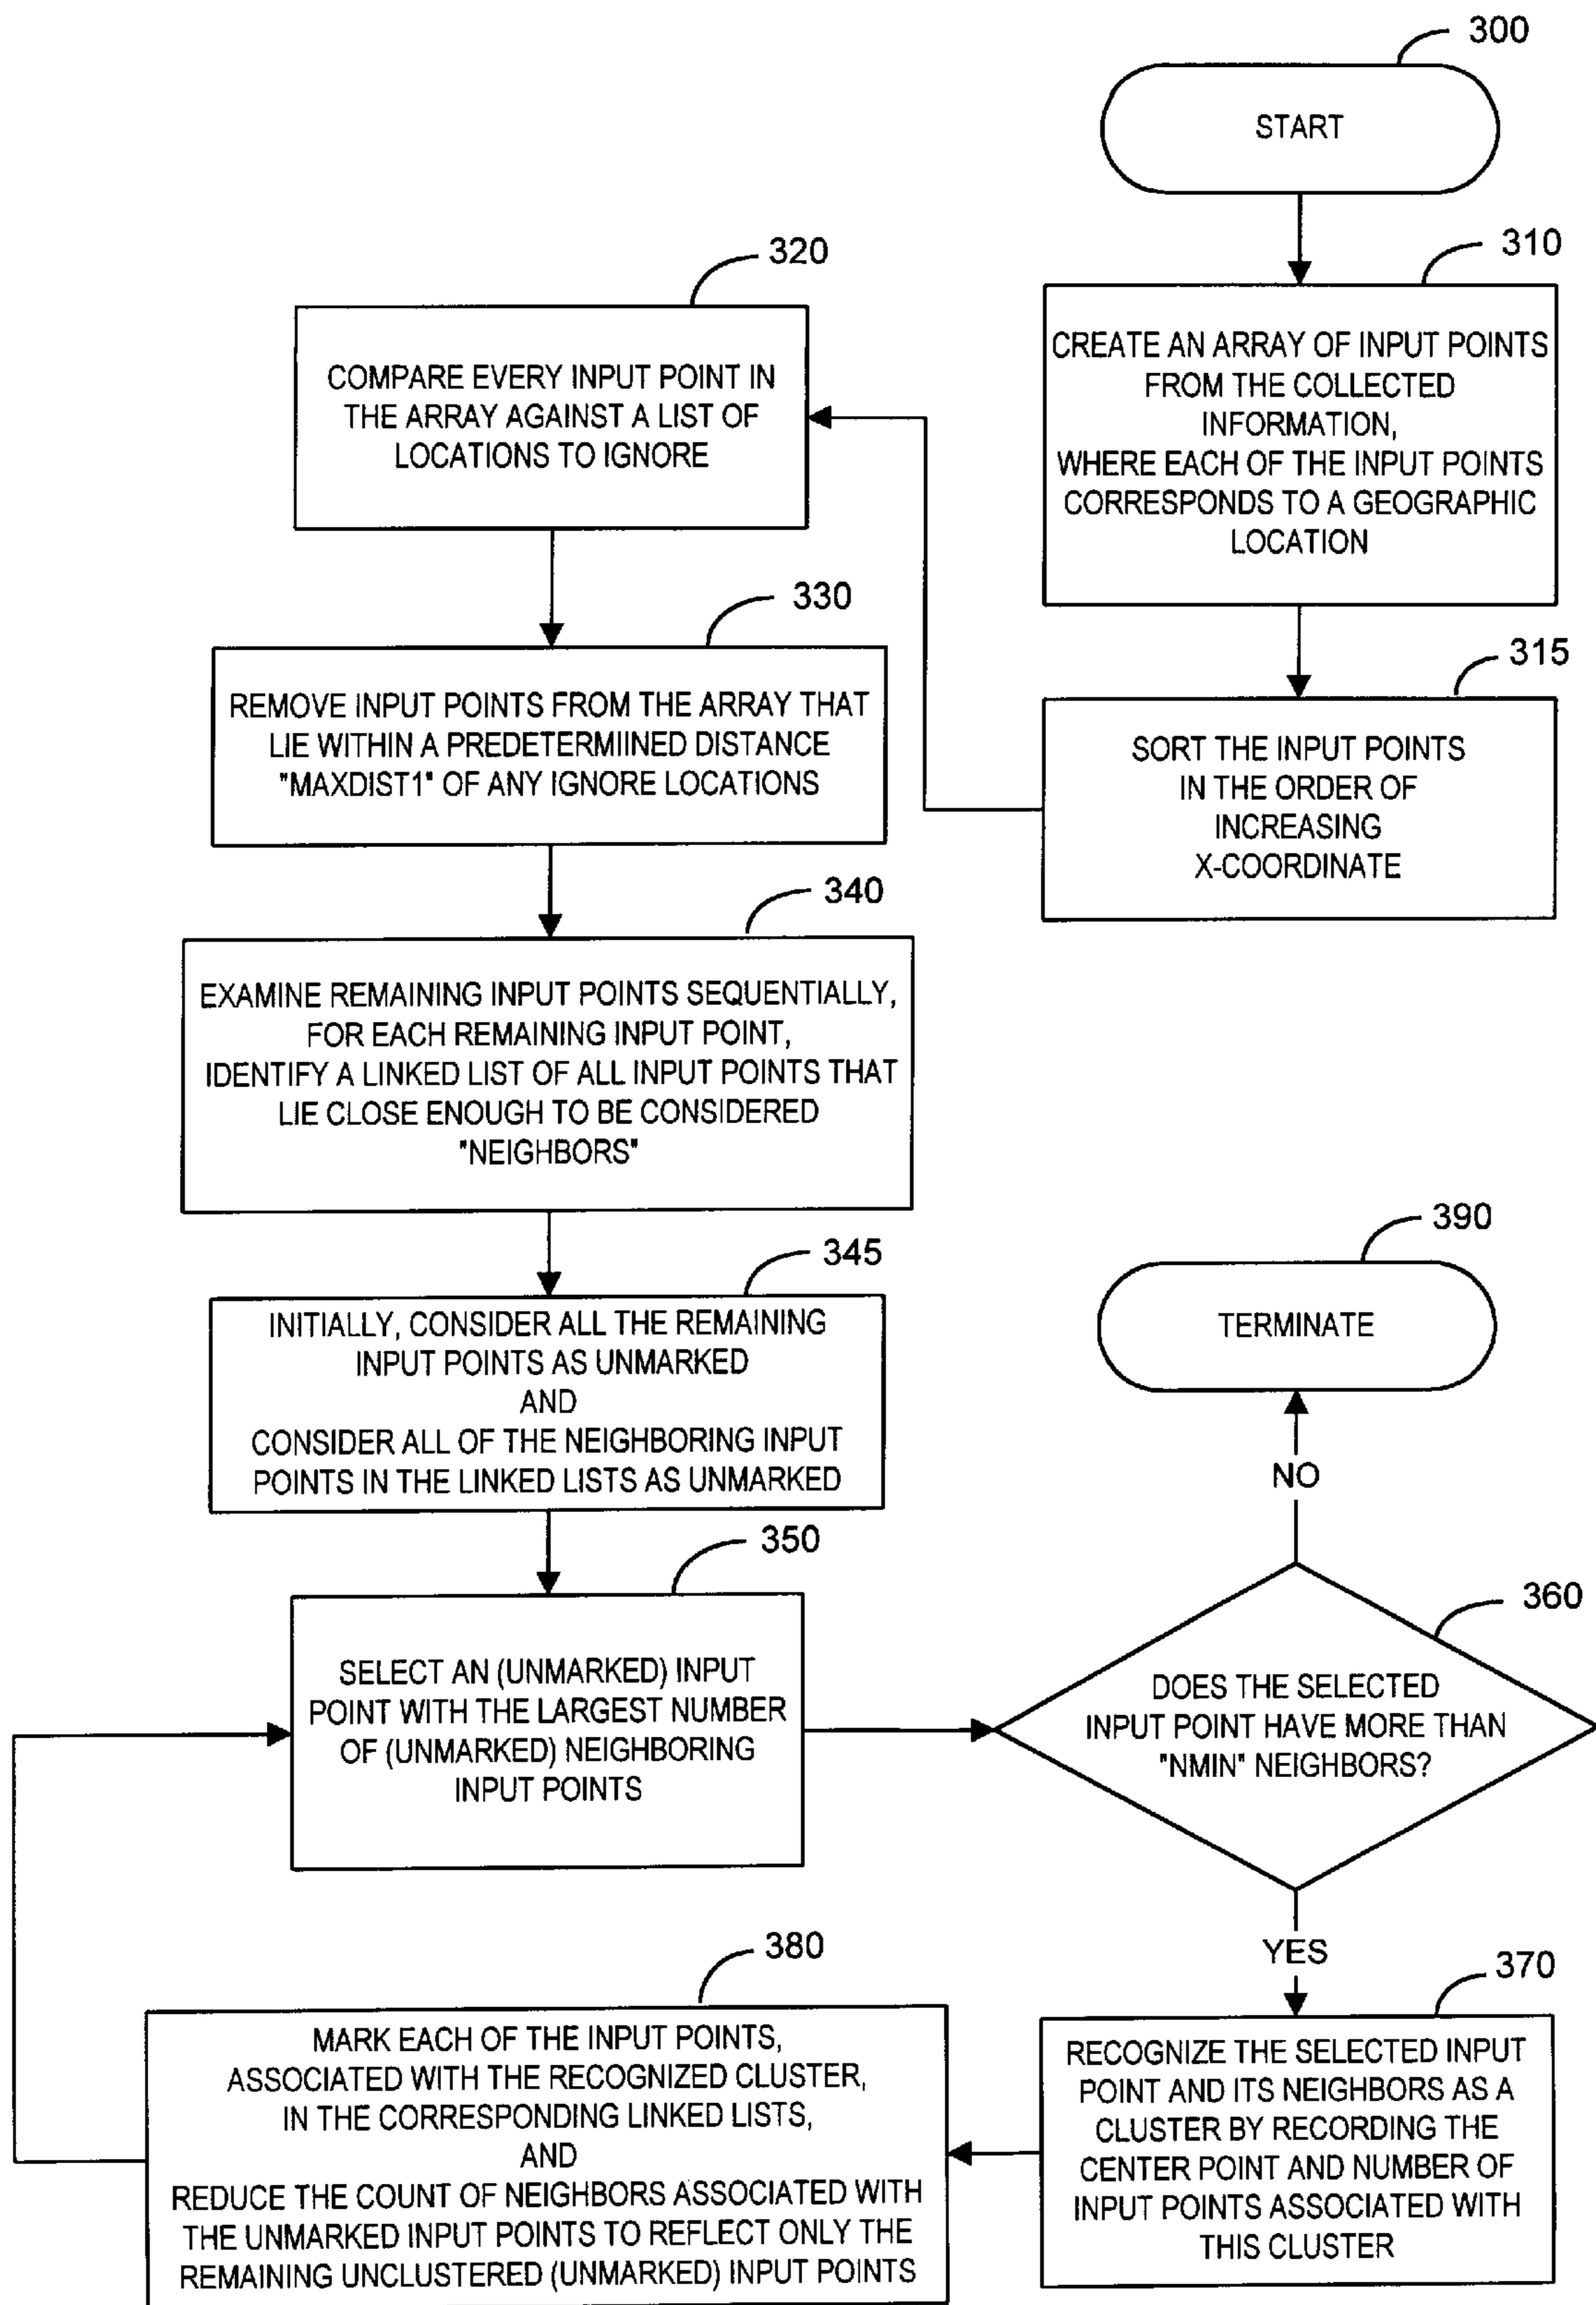 300
START
310
CREATE AN ARRAY OF INPUT POINTS
FROM THE COLLECTED
INFORMATION,
WHERE EACH OF THE INPUT POINTS
CORRESPONDS TO A GEOGRAPHIC
LOCATION
315
SORT THE INPUT POINTS
IN THE ORDER OF
INCREASING
X-COORDINATE
320
COMPARE EVERY INPUT POINT IN
THE ARRAY AGAINST A LIST OF
LOCATIONS TO IGNORE
330
REMOVE INPUT POINTS FROM THE ARRAY THAT
LIE WITHIN A PREDETERMIINED DISTANCE
"MAXDIST1" OF ANY IGNORE LOCATIONS
340
EXAMINE REMAINING INPUT POINTS SEQUENTIALLY,
FOR EACH REMAINING INPUT POINT,
IDENTIFY A LINKED LIST OF ALL INPUT POINTS THAT
LIE CLOSE ENOUGH TO BE CONSIDERED
"NEIGHBORS"
345
INITIALLY, CONSIDER ALL THE REMAINING
INPUT POINTS AS UNMARKED
AND
CONSIDER ALL OF THE NEIGHBORING INPUT
POINTS IN THE LINKED LISTS AS UNMARKED
350
SELECT AN (UNMARKED) INPUT
POINT WITH THE LARGEST NUMBER
OF (UNMARKED) NEIGHBORING
INPUT POINTS
360
DOES THE SELECTED
INPUT POINT HAVE MORE THAN
"NMIN" NEIGHBORS?
NO
390
TERMINATE
YES
370
RECOGNIZE THE SELECTED INPUT
POINT AND ITS NEIGHBORS AS A
CLUSTER BY RECORDING THE
CENTER POINT AND NUMBER OF
INPUT POINTS ASSOCIATED WITH
THIS CLUSTER
380
MARK EACH OF THE INPUT POINTS,
ASSOCIATED WITH THE RECOGNIZED CLUSTER,
IN THE CORRESPONDING LINKED LISTS,
AND
REDUCE THE COUNT OF NEIGHBORS ASSOCIATED WITH
THE UNMARKED INPUT POINTS TO REFLECT ONLY THE
REMAINING UNCLUSTERED (UNMARKED) INPUT POINTS